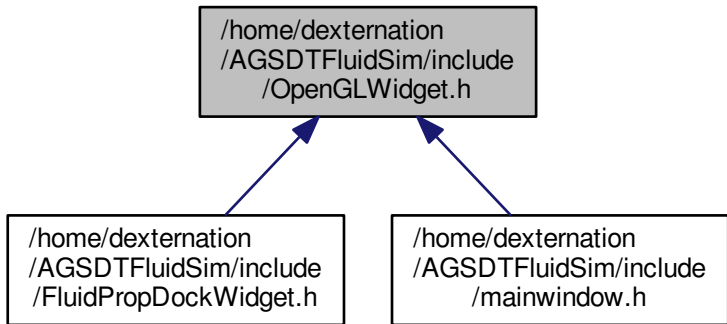 /home/dexternation
/AGSDTFluidSim/include
/OpenGLWidget.h
/home/dexternation
/AGSDTFluidSim/include
/FluidPropDockWidget.h
/home/dexternation
/AGSDTFluidSim/include
/mainwindow.h